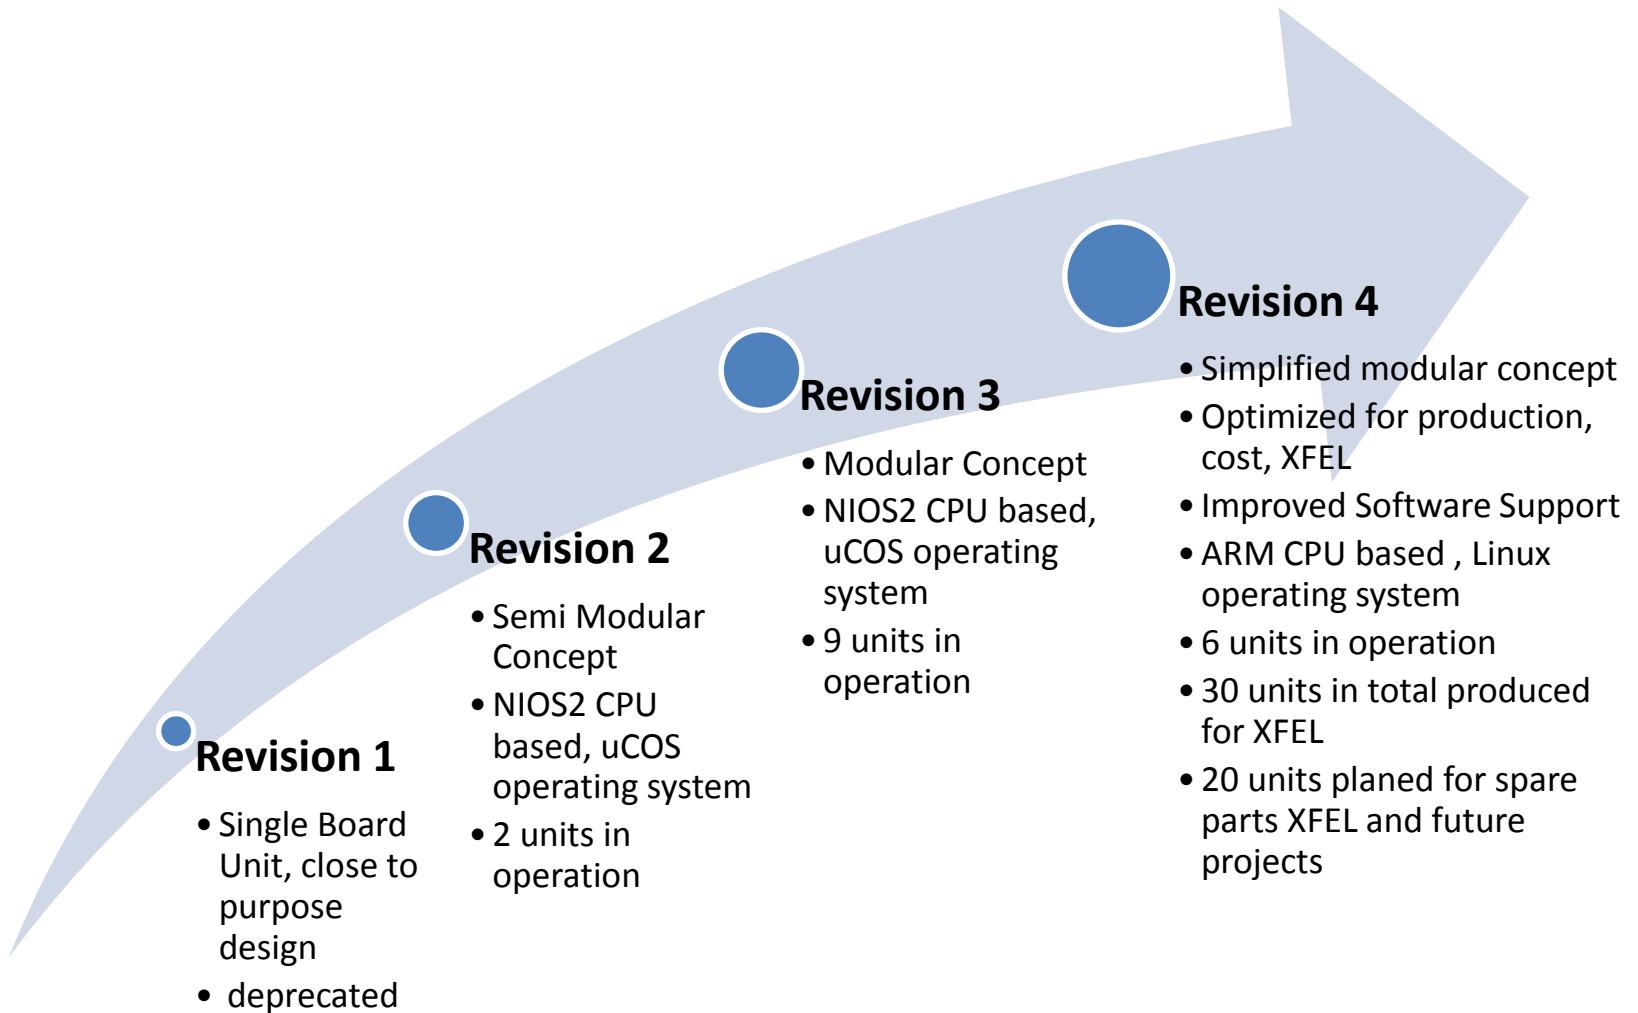 Revision 1
• Single Board
Unit, close to
purpose
design
• deprecated
Revision 2
• Semi Modular
Concept
• NIOS2 CPU
based, uCOS
operating system
• 2 units in
operation
Revision 3
• Modular Concept
• NIOS2 CPU based,
uCOS operating
system
• 9 units in
operation
Revision 4
• Simplified modular concept
• Optimized for production,
cost, XFEL
• Improved Software Support
• ARM CPU based , Linux
operating system
• 6 units in operation
• 30 units in total produced
for XFEL
• 20 units planed for spare
parts XFEL and future
projects